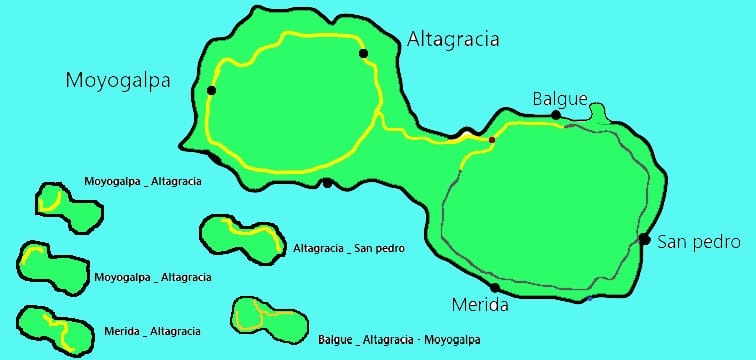 Altagracia
Moyogalpa
Balgue
San pedro
Merida
Moyogalpa _ Altagracia
Moyogalpa _ Altagracia
Merida _ Altagracia
Altagracia _ San pedro
Balgue _ Altagracia - Moyogalpa